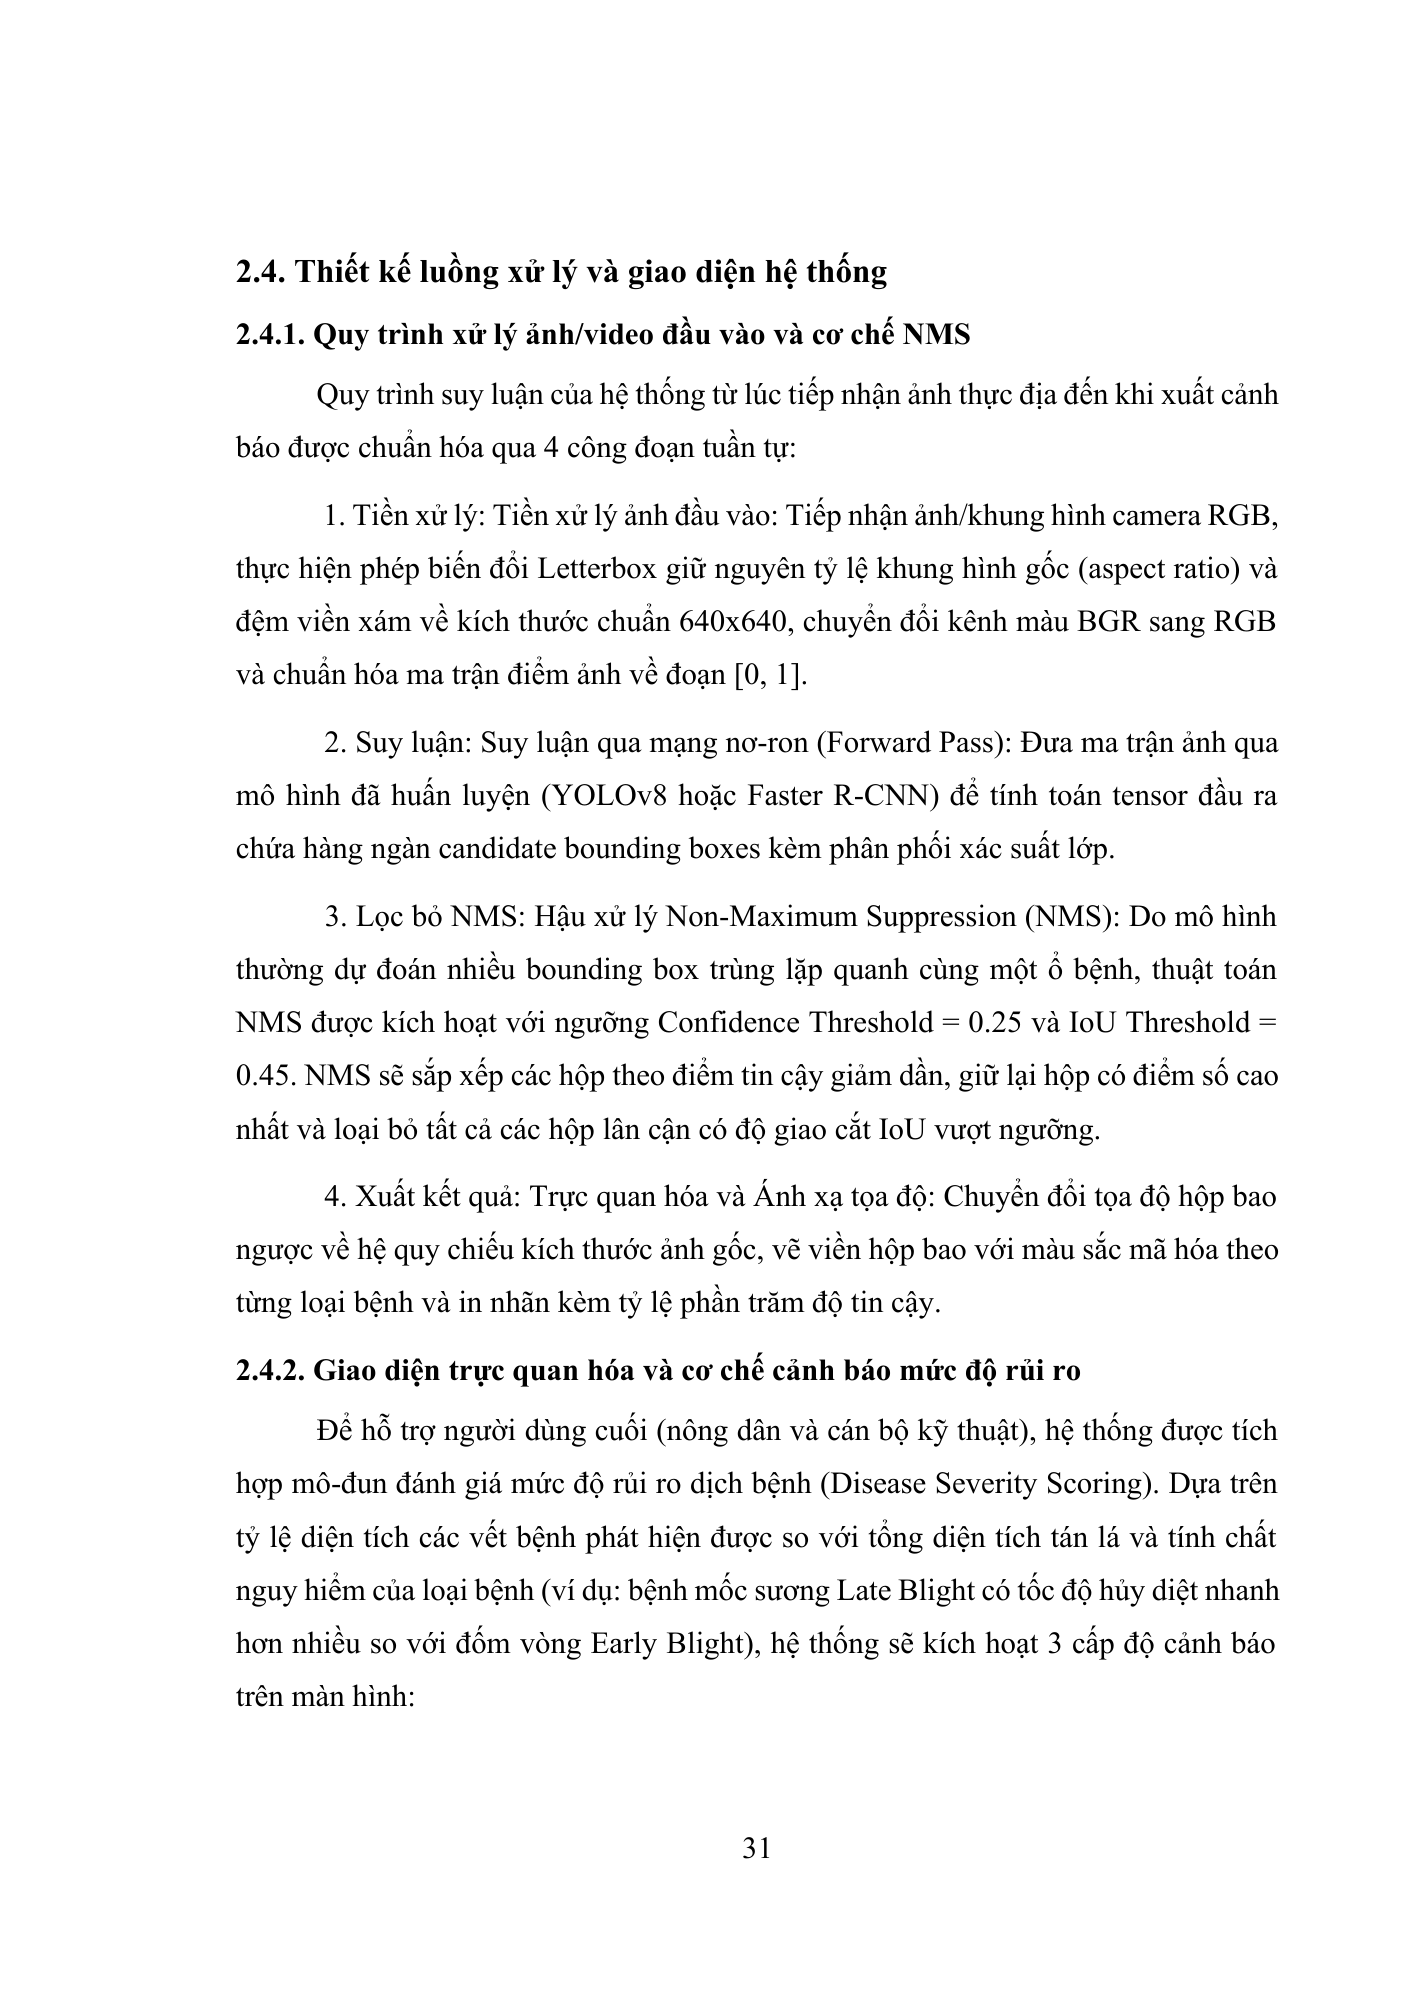 2.4. Thiết kế luồng xử lý và giao diện hệ thống
2.4.1. Quy trình xử lý ảnh/video đầu vào và cơ chế NMS
Quy trình suy luận của hệ thống từ lúc tiếp nhận ảnh thực địa đến khi xuất cảnh
báo được chuẩn hóa qua 4 công đoạn tuần tự:
1. Tiền xử lý: Tiền xử lý ảnh đầu vào: Tiếp nhận ảnh/khung hình camera RGB,
thực hiện phép biến đổi Letterbox giữ nguyên tỷ lệ khung hình gốc (aspect ratio) và
đệm viền xám về kích thước chuẩn 640x640, chuyển đổi kênh màu BGR sang RGB
và chuẩn hóa ma trận điểm ảnh về đoạn [0, 1].
2. Suy luận: Suy luận qua mạng nơ-ron (Forward Pass): Đưa ma trận ảnh qua
mô hình đã huấn luyện (YOLOv8 hoặc Faster R-CNN) để tính toán tensor đầu ra
chứa hàng ngàn candidate bounding boxes kèm phân phối xác suất lớp.
3. Lọc bỏ NMS: Hậu xử lý Non-Maximum Suppression (NMS): Do mô hình
thường dự đoán nhiều bounding box trùng lặp quanh cùng một ổ bệnh, thuật toán
NMS được kích hoạt với ngưỡng Confidence Threshold = 0.25 và IoU Threshold =
0.45. NMS sẽ sắp xếp các hộp theo điểm tin cậy giảm dần, giữ lại hộp có điểm số cao
nhất và loại bỏ tất cả các hộp lân cận có độ giao cắt IoU vượt ngưỡng.
4. Xuất kết quả: Trực quan hóa và Ánh xạ tọa độ: Chuyển đổi tọa độ hộp bao
ngược về hệ quy chiếu kích thước ảnh gốc, vẽ viền hộp bao với màu sắc mã hóa theo
từng loại bệnh và in nhãn kèm tỷ lệ phần trăm độ tin cậy.
2.4.2. Giao diện trực quan hóa và cơ chế cảnh báo mức độ rủi ro
Để hỗ trợ người dùng cuối (nông dân và cán bộ kỹ thuật), hệ thống được tích
hợp mô-đun đánh giá mức độ rủi ro dịch bệnh (Disease Severity Scoring). Dựa trên
tỷ lệ diện tích các vết bệnh phát hiện được so với tổng diện tích tán lá và tính chất
nguy hiểm của loại bệnh (ví dụ: bệnh mốc sương Late Blight có tốc độ hủy diệt nhanh
hơn nhiều so với đốm vòng Early Blight), hệ thống sẽ kích hoạt 3 cấp độ cảnh báo
trên màn hình:
31